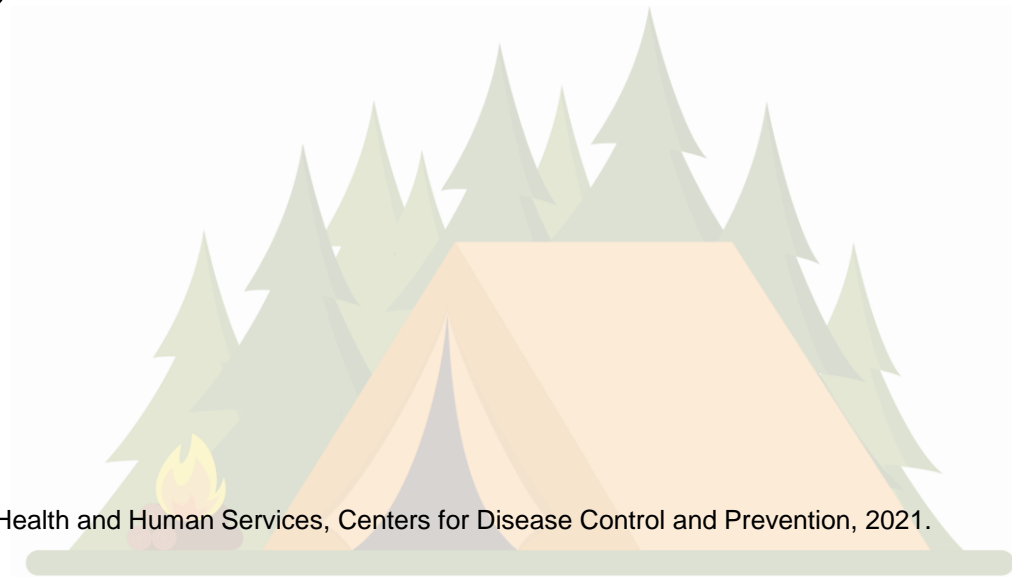 Health and Human Services, Centers for Disease Control and Prevention, 2021.